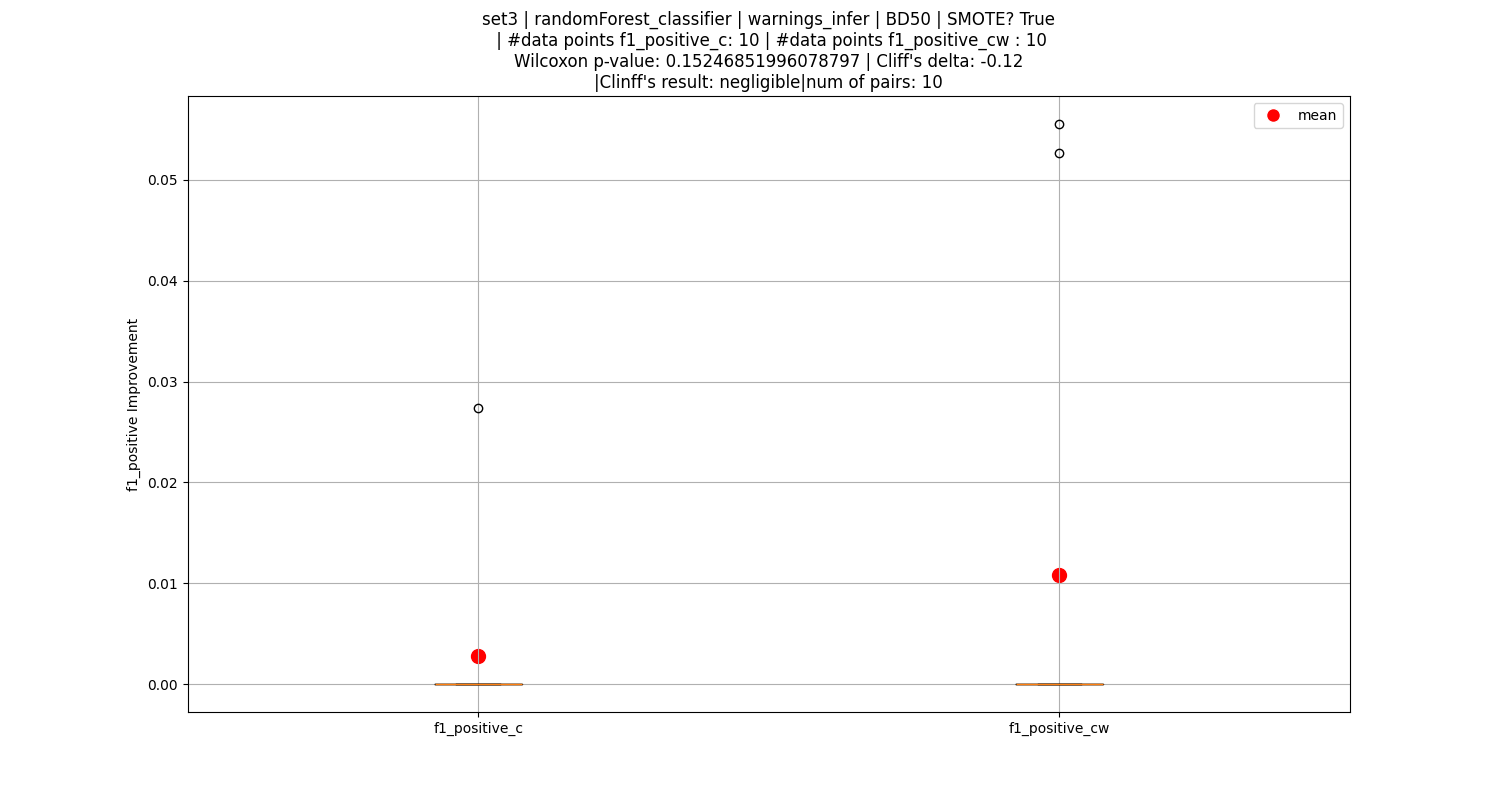 set3 | randomForest_classifier | warnings_infer | BD50 | SMOTE? True
| #data points f1_positive_c: 10 | #data points f1_positive_cw : 10
Wilcoxon p-value: 0.15246851996078797 | Cliff's delta: -0.12
|Clinff's result: negligible|num of pairs: 10
mean
f1_positive Improvement
0.05
0.04
0.03
0.02
0.01
0.00
f1_positive_c
f1_positive_cw